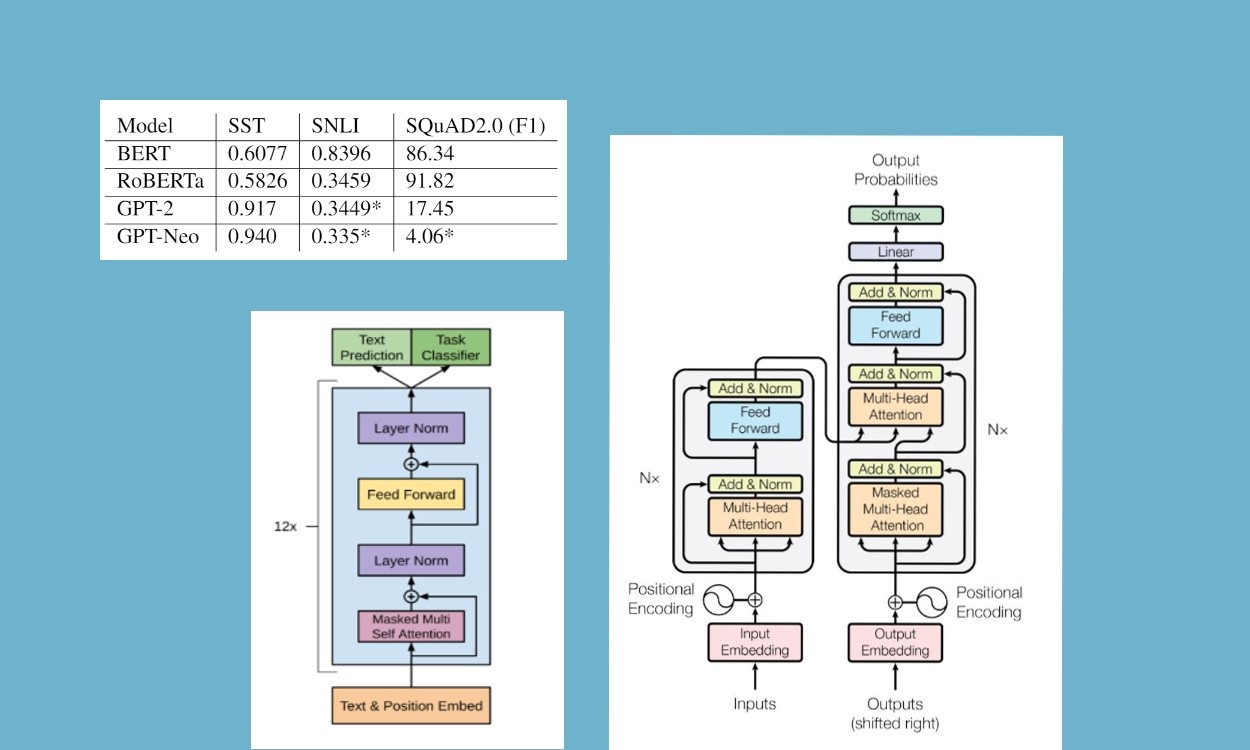 Model SST SNLI SQuAD2.0 (F1)
BERT 0.6077 0.8396 86.34
RoBERTa 0.5826 0.3459 91.82
GPT-2 0.917 0.3449* 17.45
GPT-Neo 0.940 0.335* 4.06*
Text
Prediction
Task
Classifier
Layer Norm
Feed Forward
12x
Layer Norm
Masked Multi
Self Attention
Text & Position Embed
Output
Probabilities
Softmax
Linear
Add & Norm
Feed
Forward
Add & Norm
Multi-Head
Attention
Add & Norm
Masked
Multi-Head
Attention
N×
Add & Norm
Feed
Forward
N×
Add & Norm
Multi-Head
Attention
Positional
Encoding
Positional
Encoding
Input
Embedding
Output
Embedding
Inputs
Outputs
(shifted right)